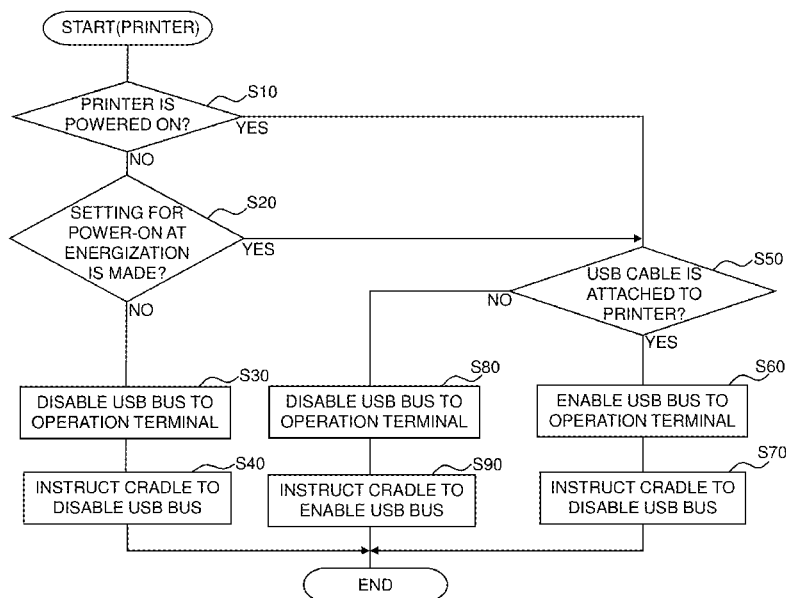 START(PRINTER)
S10
PRINTER IS
POWERED ON?
YES
NO
S20
SETTING FOR
POWER-ON AT
ENERGIZATION
IS MADE?
YES
NO
S50
USB CABLE IS
ATTACHED TO
PRINTER?
NO
YES
S30
DISABLE USB BUS TO
OPERATION TERMINAL
S80
DISABLE USB BUS TO
OPERATION TERMINAL
S60
ENABLE USB BUS TO
OPERATION TERMINAL
S40
INSTRUCT CRADLE TO
DISABLE USB BUS
S90
INSTRUCT CRADLE TO
ENABLE USB BUS
S70
INSTRUCT CRADLE TO
DISABLE USB BUS
END